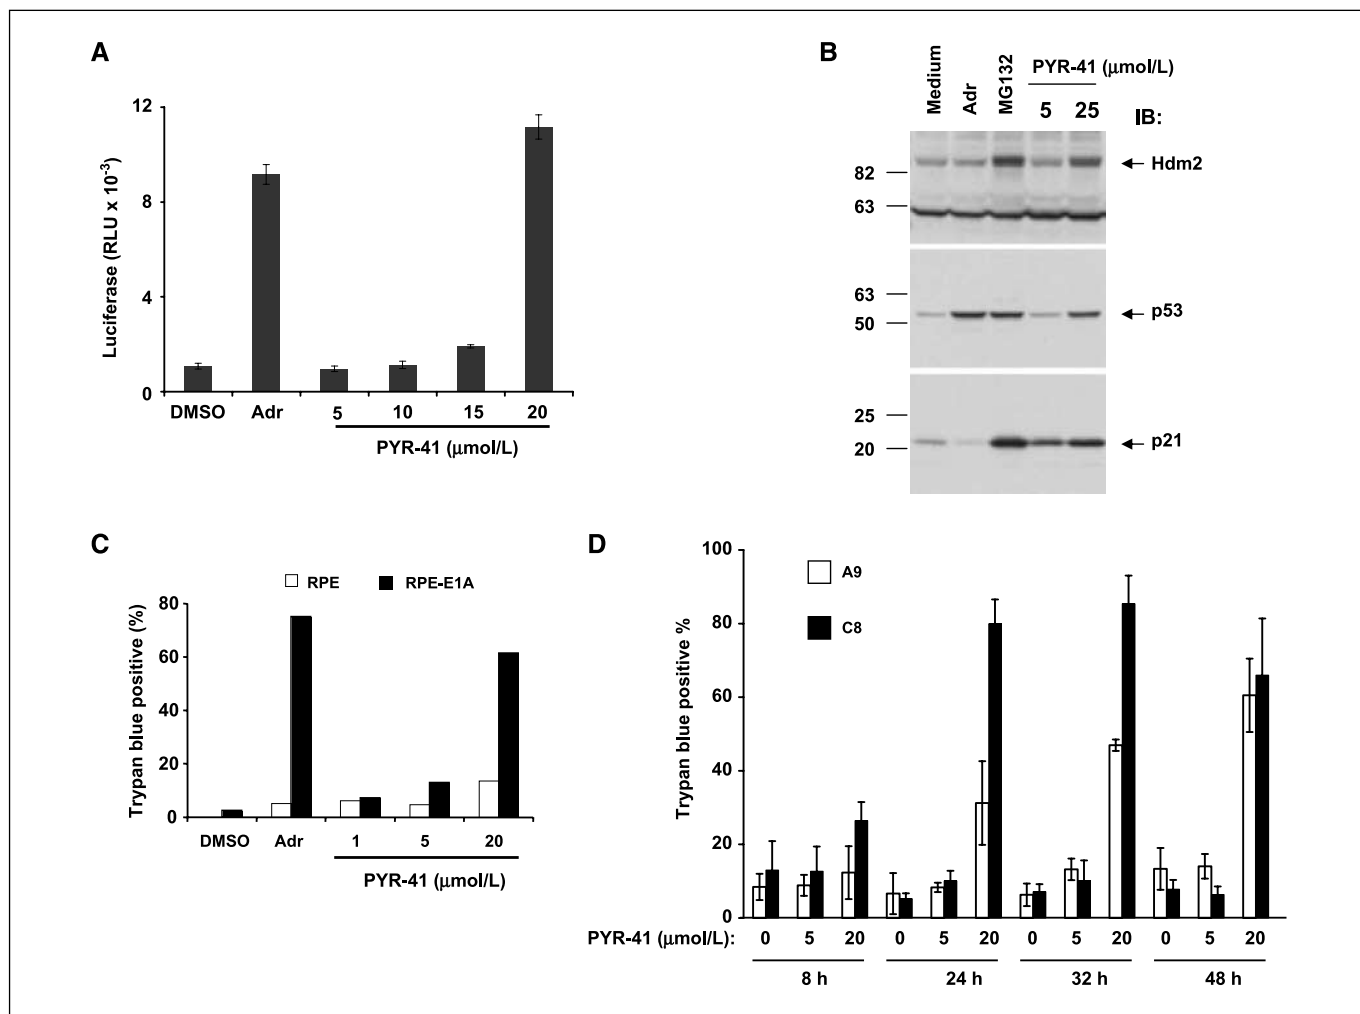 A
12
8
4
0
Luciferase (RLU x 10-3)
DMSO Adr 5 10 15 20
PYR-41 (μmol/L)
B
Medium Adr MG132 PYR-41 (μmol/L)
5 25
IB:
82
63
Hdm2
63
50
p53
25
20
p21
C
RPE RPE-E1A
80
60
40
20
0
Trypan blue positive (%)
DMSO Adr 1 5 20
PYR-41 (μmol/L)
D
A9
C8
100
80
60
40
20
0
Trypan blue positive %
PYR-41 (μmol/L): 0 5 20 0 5 20 0 5 20 0 5 20
8 h 24 h 32 h 48 h